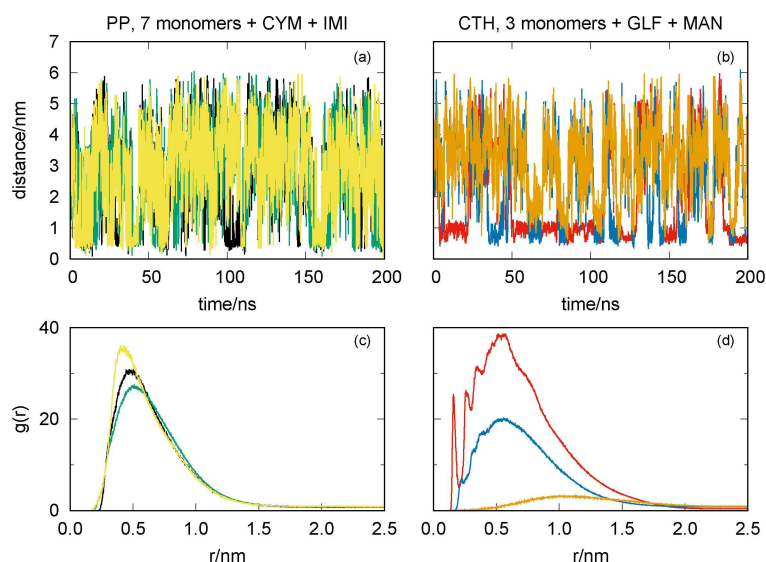 PP, 7 monomers + CYM + IMI
CTH, 3 monomers + GLF + MAN
7
6
5
4
3
2
1
0
distance/nm
(a)
(b)
0 50 100 150 200
0 50 100 150 200
time/ns
time/ns
40
20
0
g(r)
(c)
(d)
0.0 0.5 1.0 1.5 2.0 2.5
0.0 0.5 1.0 1.5 2.0 2.5
r/nm
r/nm